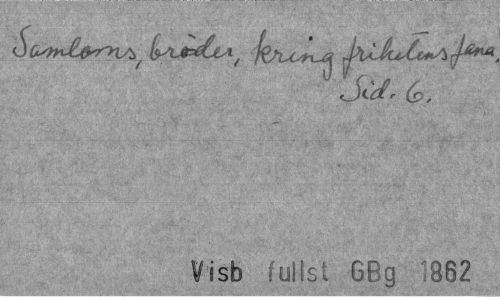 Samloms, bröder, kring frihetens fana!
Sid. 6.
Visb fullst GBg 1862